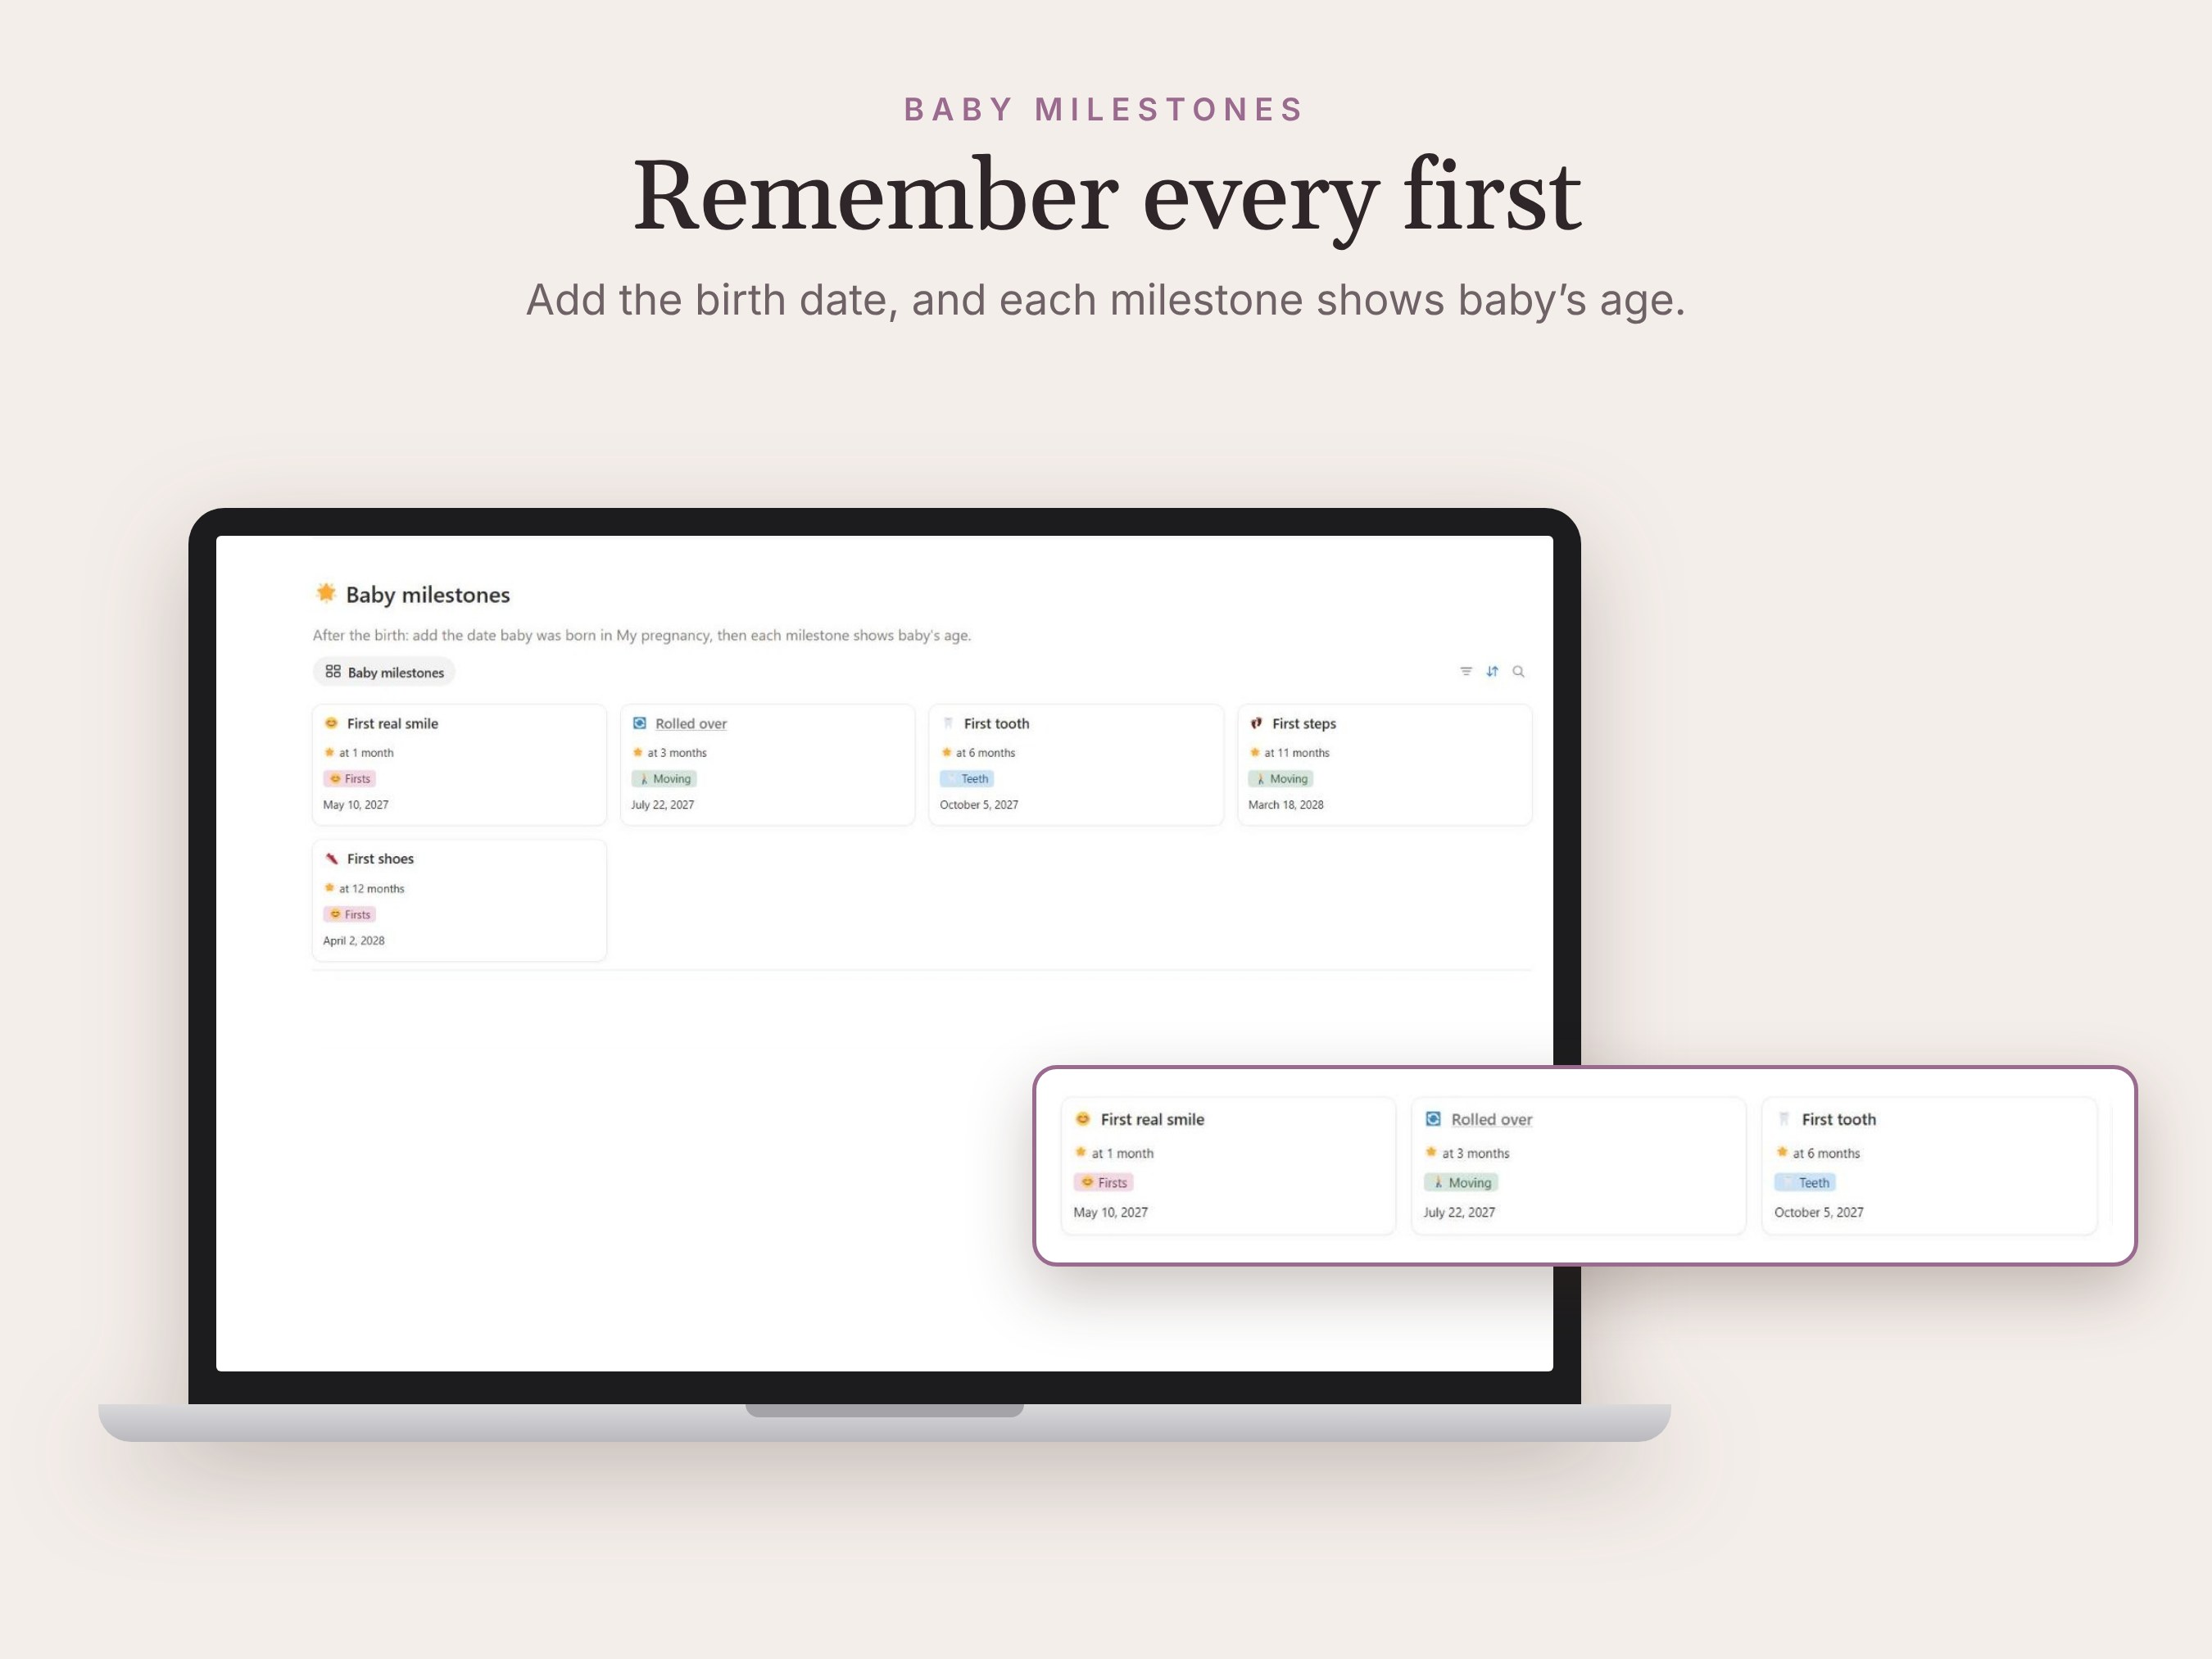 BABY MILESTONES
Remember every first
Add the birth date, and each milestone shows baby’s age.
Baby milestones
After the birth: add the date baby was born in My pregnancy, then each milestone shows baby's age.
Baby milestones
First real smile
at 1 month
Firsts
May 10, 2027
Rolled over
at 3 months
Moving
July 22, 2027
First tooth
at 6 months
Teeth
October 5, 2027
First steps
at 11 months
Moving
March 18, 2028
First shoes
at 12 months
Firsts
April 2, 2028
First real smile
at 1 month
Firsts
May 10, 2027
Rolled over
at 3 months
Moving
July 22, 2027
First tooth
at 6 months
Teeth
October 5, 2027